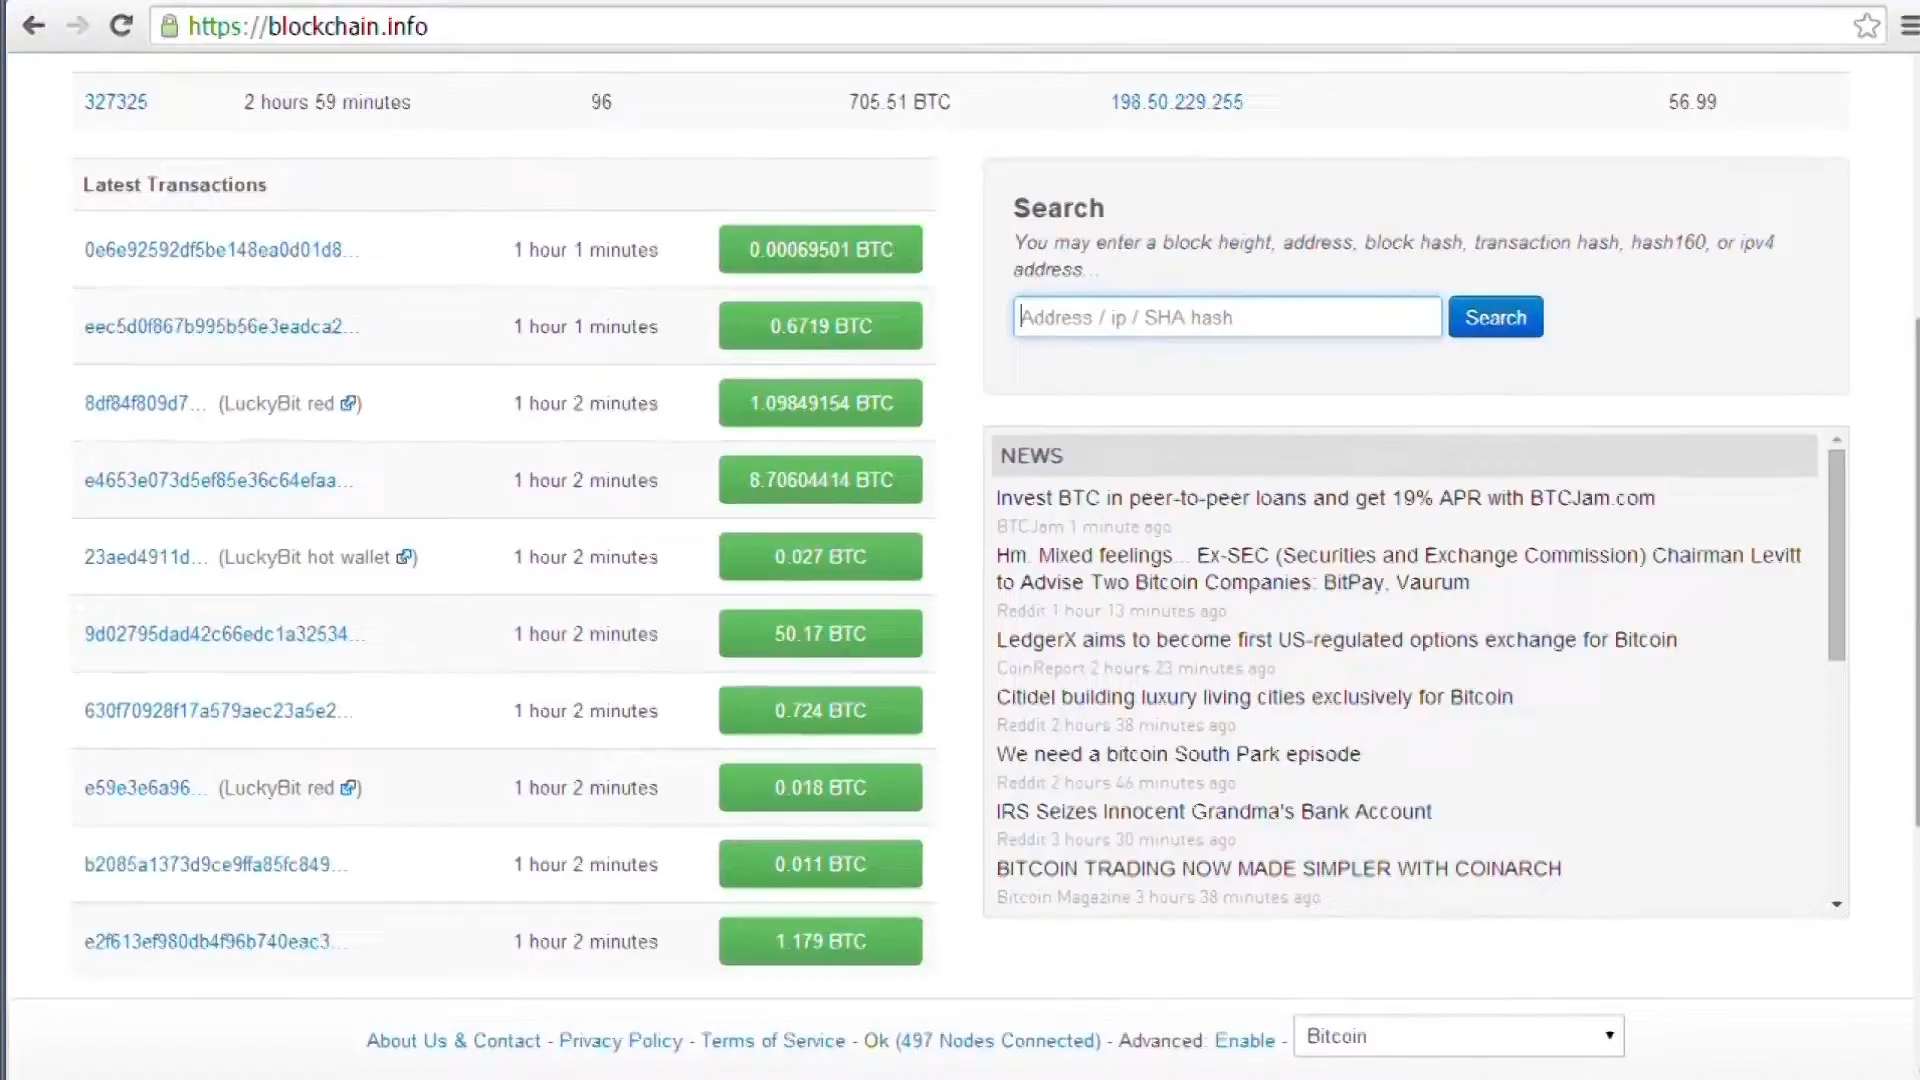 https://blockchain.info
327325 2 hours 59 minutes 96 705.51 BTC 198.50.229.255 56.99
Latest Transactions
0e6e92592df5be148ea0d01d8... 1 hour 1 minutes 0.00069501 BTC
eec5d0f867b995b56e3eadca2... 1 hour 1 minutes 0.6719 BTC
8df84f809d7... (LuckyBit red) 1 hour 2 minutes 1.09849154 BTC
e4653e073d5ef85e36c64efaa... 1 hour 2 minutes 8.70604414 BTC
23aed4911d... (LuckyBit hot wallet) 1 hour 2 minutes 0.027 BTC
9d02795dad42c66edc1a32534... 1 hour 2 minutes 50.17 BTC
630f70928f17a579aec23a5e2... 1 hour 2 minutes 0.724 BTC
e59e3e6a96... (LuckyBit red) 1 hour 2 minutes 0.018 BTC
b2085a1373d9ce9ffa85fc849... 1 hour 2 minutes 0.011 BTC
e2f613ef980db4f96b740eac3... 1 hour 2 minutes 1.179 BTC
Search
You may enter a block height, address, block hash, transaction hash, hash160, or ipv4
address...
Address / ip / SHA hash Search
NEWS
Invest BTC in peer-to-peer loans and get 19% APR with BTCJam.com
BTCJam 1 minute ago
Hm. Mixed feelings... Ex-SEC (Securities and Exchange Commission) Chairman Levitt
to Advise Two Bitcoin Companies: BitPay, Vaurum
Reddit 1 hour 13 minutes ago
LedgerX aims to become first US-regulated options exchange for Bitcoin
CoinReport 2 hours 23 minutes ago
Citidel building luxury living cities exclusively for Bitcoin
Reddit 2 hours 38 minutes ago
We need a bitcoin South Park episode
Reddit 2 hours 46 minutes ago
IRS Seizes Innocent Grandma's Bank Account
Reddit 3 hours 30 minutes ago
BITCOIN TRADING NOW MADE SIMPLER WITH COINARCH
Bitcoin Magazine 3 hours 38 minutes ago
About Us & Contact - Privacy Policy - Terms of Service - Ok (497 Nodes Connected) - Advanced: Enable - Bitcoin